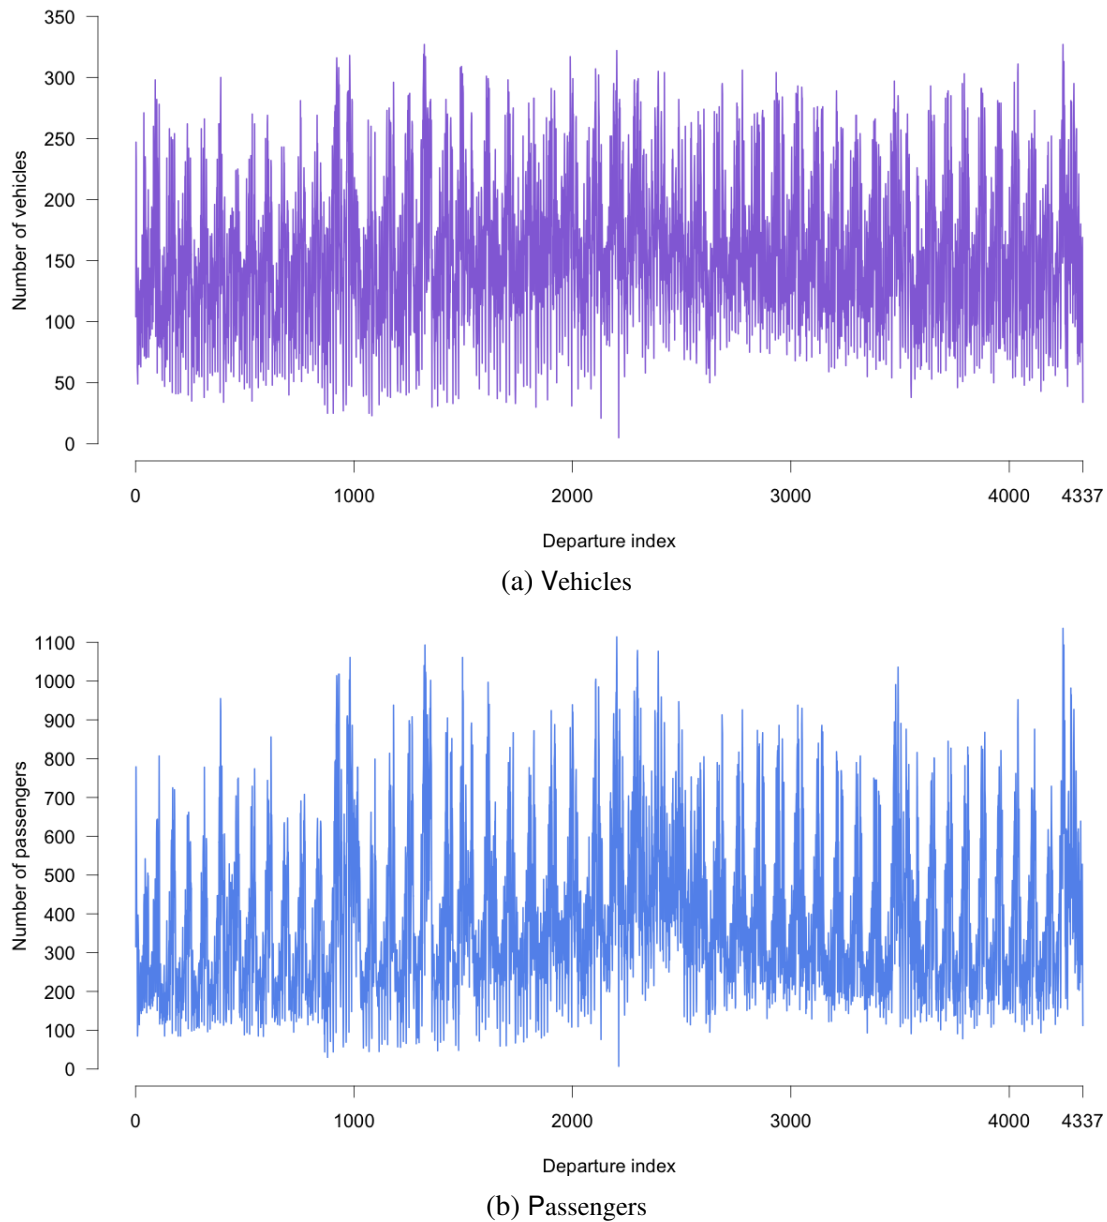 350
300
250
200
150
100
50
0
Number of vehicles
0 1000 2000 3000 4000 4337
Departure index
(a) Vehicles
1100
1000
900
800
700
600
500
400
300
200
100
0
Number of passengers
0 1000 2000 3000 4000 4337
Departure index
(b) Passengers